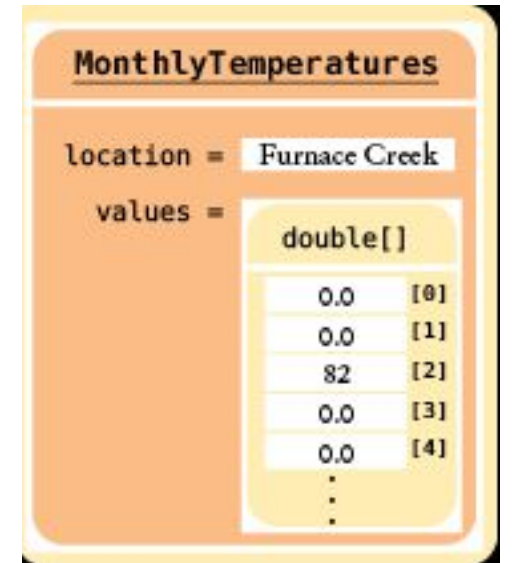 MonthlyTemperatures
location = Furnace Creek
values =
double[]
0.0 [0]
0.0 [1]
82 [2]
0.0 [3]
0.0 [4]